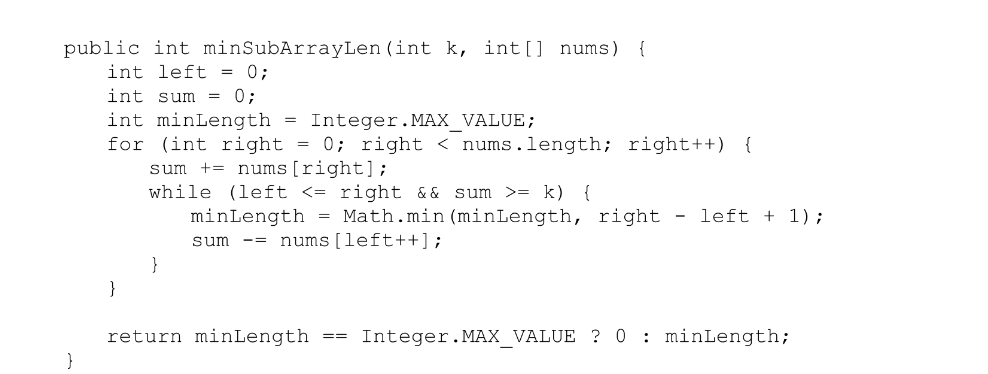 public int minSubArrayLen(int k, int[] nums) {
    int left = 0;
    int sum = 0;
    int minLength = Integer.MAX_VALUE;
    for (int right = 0; right < nums.length; right++) {
        sum += nums[right];
        while (left <= right && sum >= k) {
            minLength = Math.min(minLength, right - left + 1);
            sum -= nums[left++];
        }
    }

    return minLength == Integer.MAX_VALUE ? 0 : minLength;
}